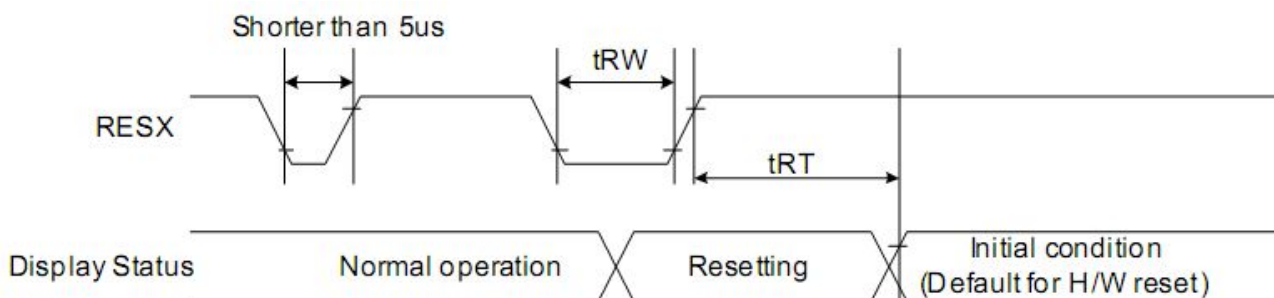 Shorter than 5us
tRW
RESX
tRT
Display Status
Normal operation
Resetting
Initial condition
(Default for H/W reset)